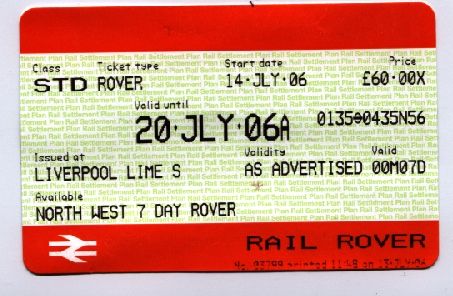 Class Ticket type Start date Price
STD ROVER 14·JLY·06 £60·00X
Valid until
20·JLY·06A 0135 0435N56
Issued at Validity Valid
LIVERPOOL LIME S AS ADVERTISED 00M07D
Available
NORTH WEST 7 DAY ROVER
RAIL ROVER